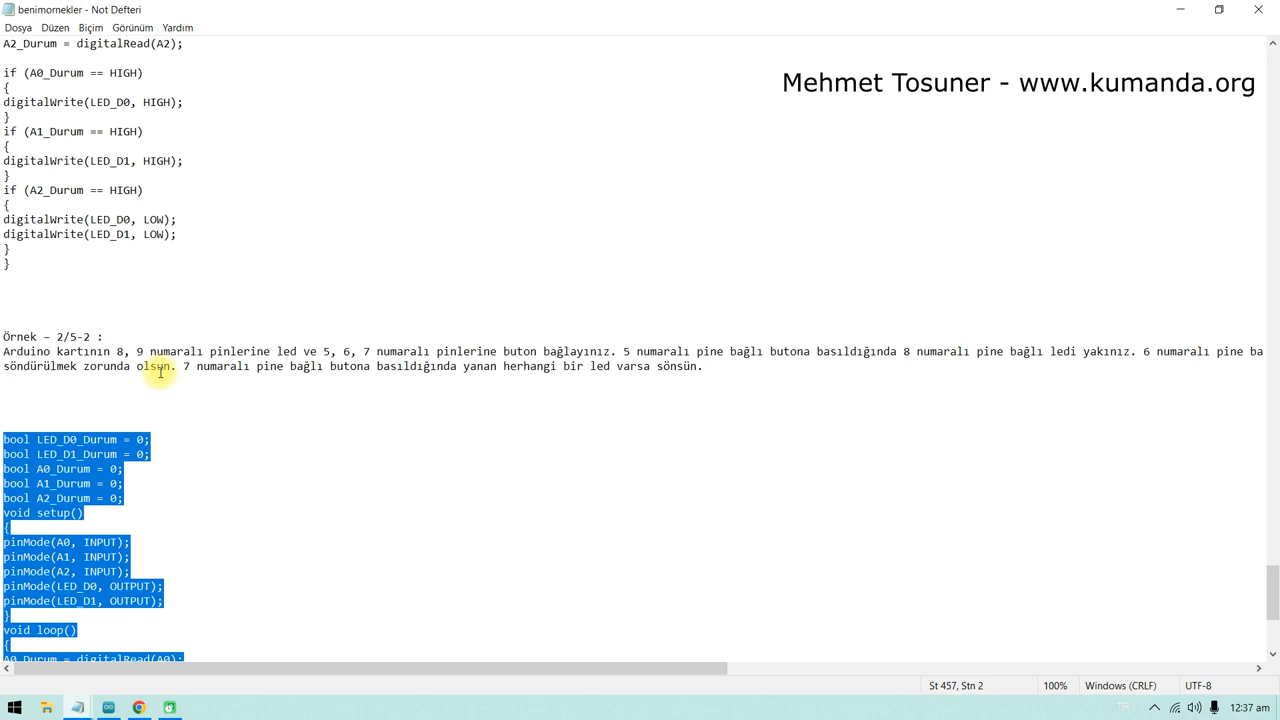 benimornekler - Not Defteri
Dosya Düzen Biçim Görünüm Yardım
A2_Durum = digitalRead(A2);
if (A0_Durum == HIGH)
{
digitalWrite(LED_D0, HIGH);
}
if (A1_Durum == HIGH)
{
digitalWrite(LED_D1, HIGH);
}
if (A2_Durum == HIGH)
{
digitalWrite(LED_D0, LOW);
digitalWrite(LED_D1, LOW);
}
}
Mehmet Tosuner - www.kumanda.org
Örnek – 2/5-2 :
Arduino kartının 8, 9 numaralı pinlerine led ve 5, 6, 7 numaralı pinlerine buton bağlayınız. 5 numaralı pine bağlı butona basıldığında 8 numaralı pine bağlı ledi yakınız. 6 numaralı pine ba
söndürülmek zorunda olsun. 7 numaralı pine bağlı butona basıldığında yanan herhangi bir led varsa sönsün.
bool LED_D0_Durum = 0;
bool LED_D1_Durum = 0;
bool A0_Durum = 0;
bool A1_Durum = 0;
bool A2_Durum = 0;
void setup()
{
pinMode(A0, INPUT);
pinMode(A1, INPUT);
pinMode(A2, INPUT);
pinMode(LED_D0, OUTPUT);
pinMode(LED_D1, OUTPUT);
}
void loop()
{
A0_Durum = digitalRead(A0);
St 457, Stn 2 100% Windows (CRLF) UTF-8
12:37 am